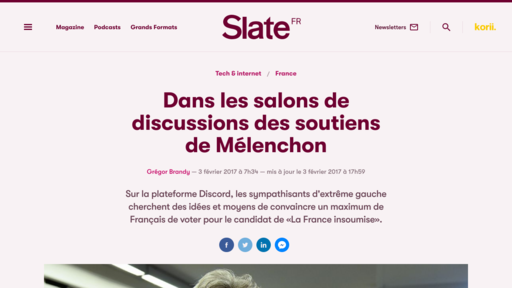 Magazine Podcasts Grands Formats
Slate FR
Newsletters
korii.
Tech & internet / France
Dans les salons de
discussions des soutiens
de Mélenchon
Grégor Brandy — 3 février 2017 à 7h34 — mis à jour le 3 février 2017 à 17h59
Sur la plateforme Discord, les sympathisants d'extrême gauche
cherchent des idées et moyens de convaincre un maximum de
Français de voter pour le candidat de «La France insoumise».